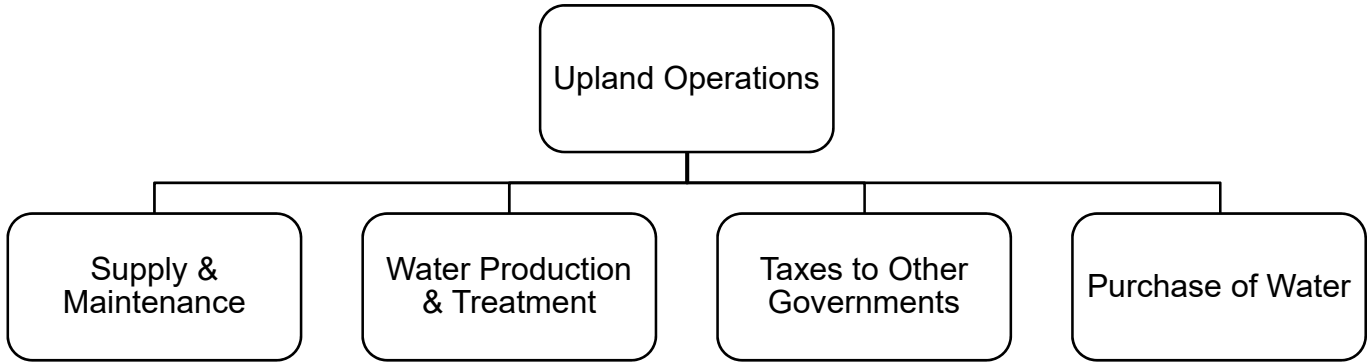 Upland Operations
Supply &
Maintenance
Water Production
& Treatment
Taxes to Other
Governments
Purchase of Water